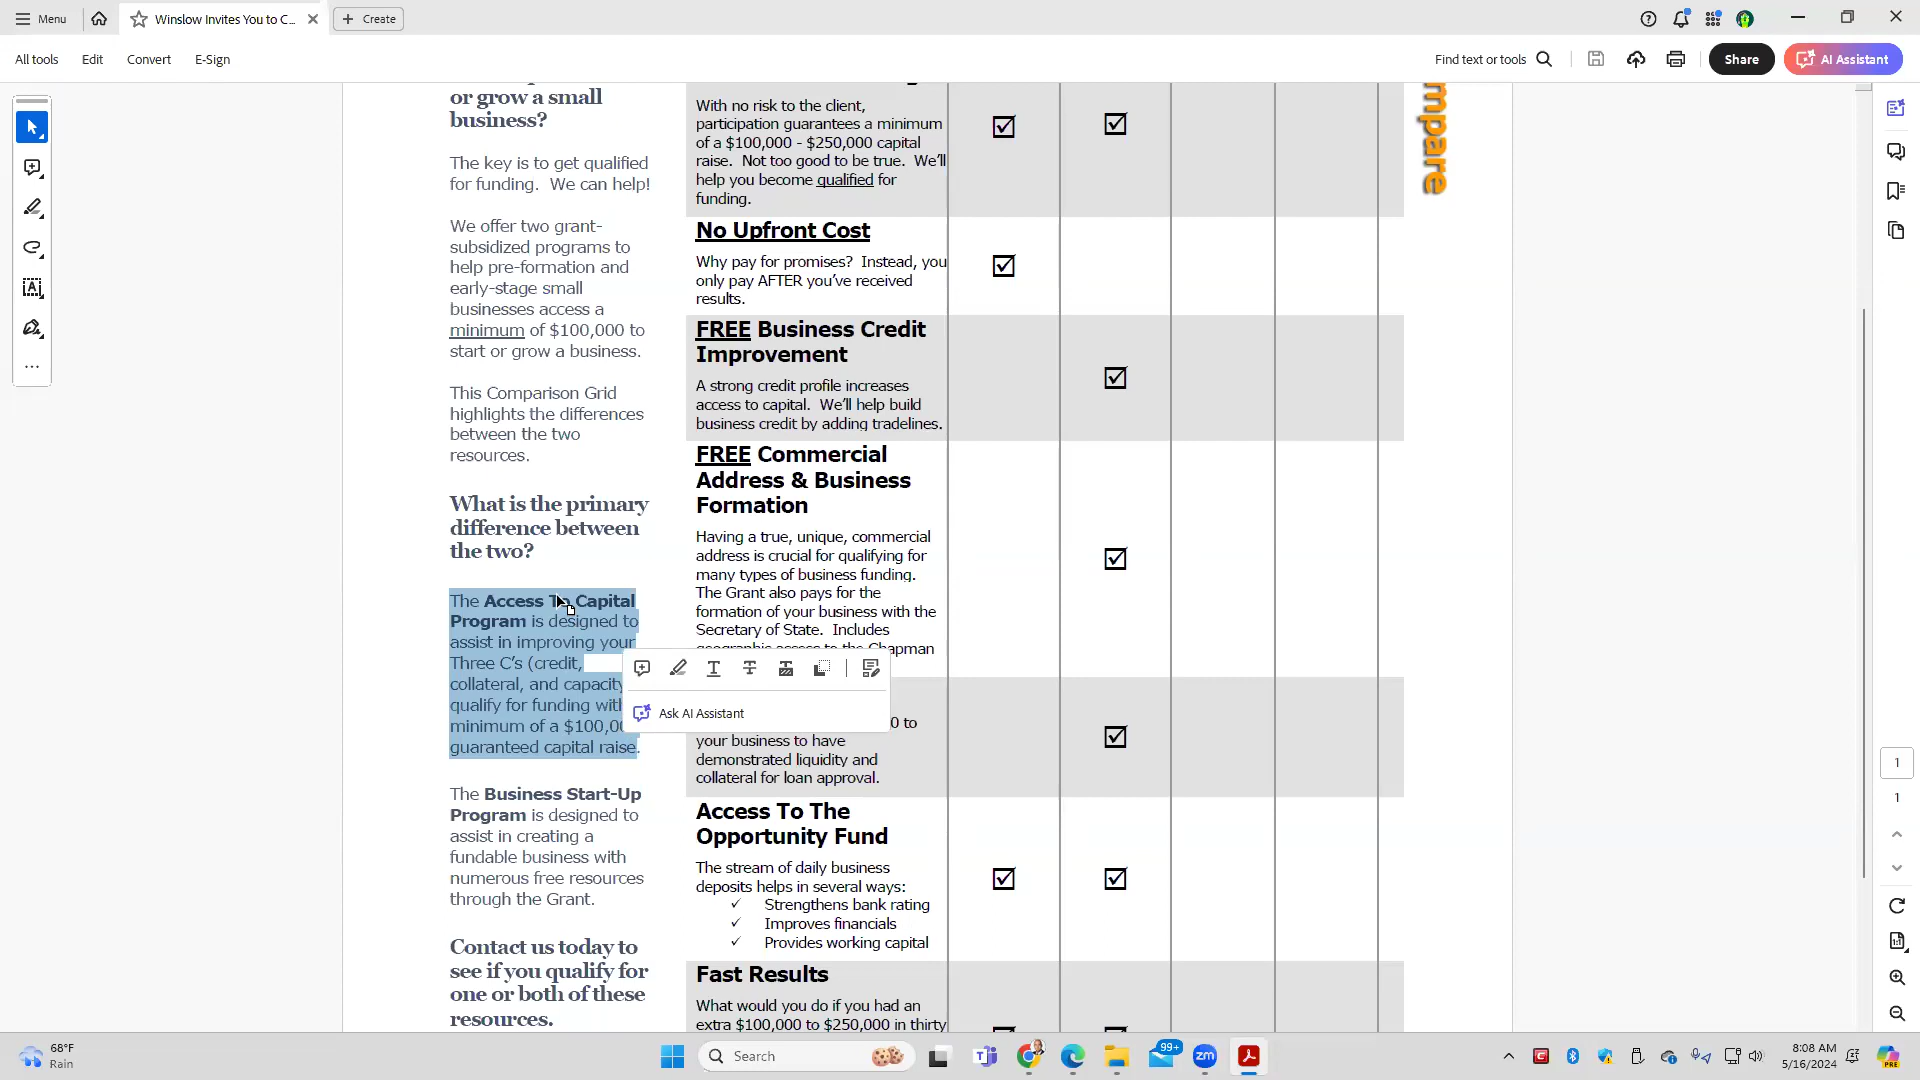 Menu
Winslow Invites You to C...
Create
All tools
Edit
Convert
E-Sign
Find text or tools
Share
AI Assistant
or grow a small
business?
The key is to get qualified
for funding. We can help!
We offer two grant-
subsidized programs to
help pre-formation and
early-stage small
businesses access a
minimum of $100,000 to
start or grow a business.
This Comparison Grid
highlights the differences
between the two
resources.
What is the primary
difference between
the two?
The Access To Capital
Program is designed to
assist in improving your
Three C's (credit,
collateral, and capacity
qualify for funding with
minimum of a $100,00
guaranteed capital raise.
The Business Start-Up
Program is designed to
assist in creating a
fundable business with
numerous free resources
through the Grant.
Contact us today to
see if you qualify for
one or both of these
resources.
With no risk to the client,
participation guarantees a minimum
of a $100,000 - $250,000 capital
raise. Not too good to be true. We'll
help you become qualified for
funding.
No Upfront Cost
Why pay for promises? Instead, you
only pay AFTER you've received
results.
FREE Business Credit
Improvement
A strong credit profile increases
access to capital. We'll help build
business credit by adding tradelines.
FREE Commercial
Address & Business
Formation
Having a true, unique, commercial
address is crucial for qualifying for
many types of business funding.
The Grant also pays for the
formation of your business with the
Secretary of State. Includes
geographic access to the Chapman
Ask AI Assistant
0 to
your business to have
demonstrated liquidity and
collateral for loan approval.
Access To The
Opportunity Fund
The stream of daily business
deposits helps in several ways:
Strengthens bank rating
Improves financials
Provides working capital
Fast Results
What would you do if you had an
extra $100,000 to $250,000 in thirty
mpare
1
1
68°F
Rain
Search
99+
zm
8:08 AM
5/16/2024
PRE